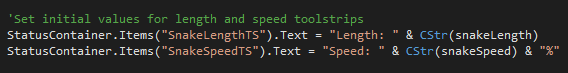 'Set initial values for length and speed toolstrips
StatusContainer.Items("SnakeLengthTS").Text = "Length: " & CStr(snakeLength)
StatusContainer.Items("SnakeSpeedTS").Text = "Speed: " & CStr(snakeSpeed) & "%"